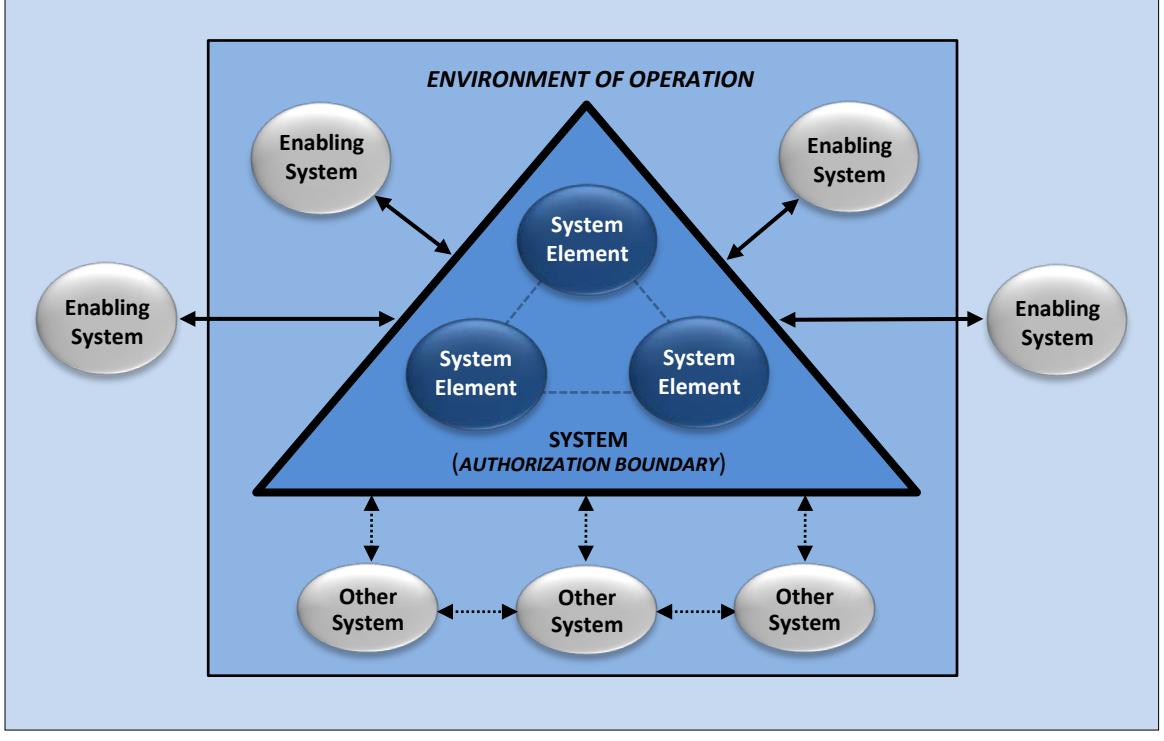 ENVIRONMENT OF OPERATION
Enabling
System
Enabling
System
System
Element
Enabling
System
Enabling
System
System
Element
System
Element
SYSTEM
(AUTHORIZATION BOUNDARY)
Other
System
Other
System
Other
System